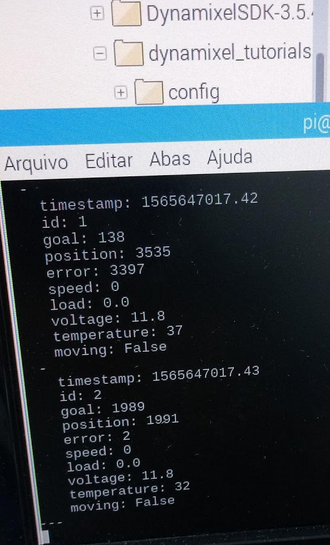 DynamixelSDK-3.5.
dynamixel_tutorials
config
pi@
Arquivo Editar Abas Ajuda
-
timestamp: 1565647017.42
id: 1
goal: 138
position: 3535
error: 3397
speed: 0
load: 0.0
voltage: 11.8
temperature: 37
moving: False
-
timestamp: 1565647017.43
id: 2
goal: 1989
position: 1991
error: 2
speed: 0
load: 0.0
voltage: 11.8
temperature: 32
moving: False
---